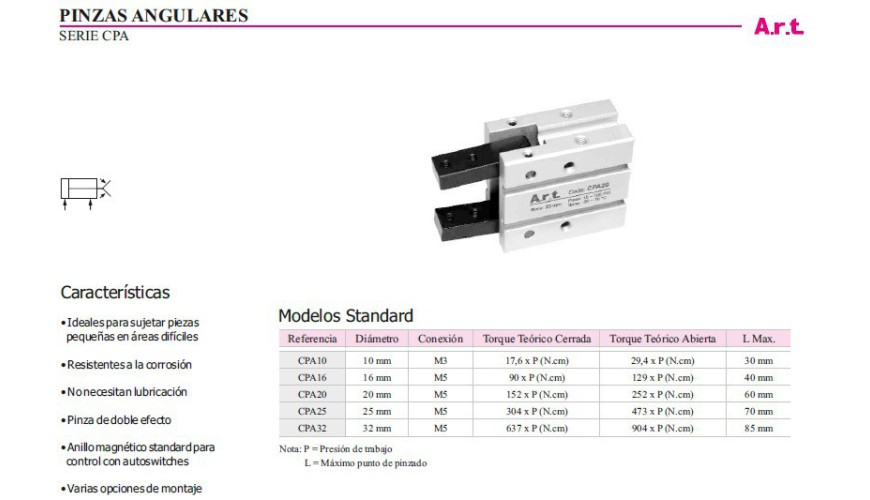 PINZAS ANGULARES
SERIE CPA
A.r.t.
A.r.t. Code: CPA20
Características
•Ideales para sujetar piezas
pequeñas en áreas difíciles
•Resistentes a la corrosión
•No necesitan lubricación
•Pinza de doble efecto
•Anillo magnético standard para
control con autoswitches
•Varias opciones de montaje
Modelos Standard
Referencia Diámetro Conexión Torque Teórico Cerrada Torque Teórico Abierta L Max.
CPA10 10 mm M3 17,6 x P (N.cm) 29,4 x P (N.cm) 30 mm
CPA16 16 mm M5 90 x P (N.cm) 129 x P (N.cm) 40 mm
CPA20 20 mm M5 152 x P (N.cm) 252 x P (N.cm) 60 mm
CPA25 25 mm M5 304 x P (N.cm) 473 x P (N.cm) 70 mm
CPA32 32 mm M5 637 x P (N.cm) 904 x P (N.cm) 85 mm
Nota: P = Presión de trabajo
L = Máximo punto de pinzado